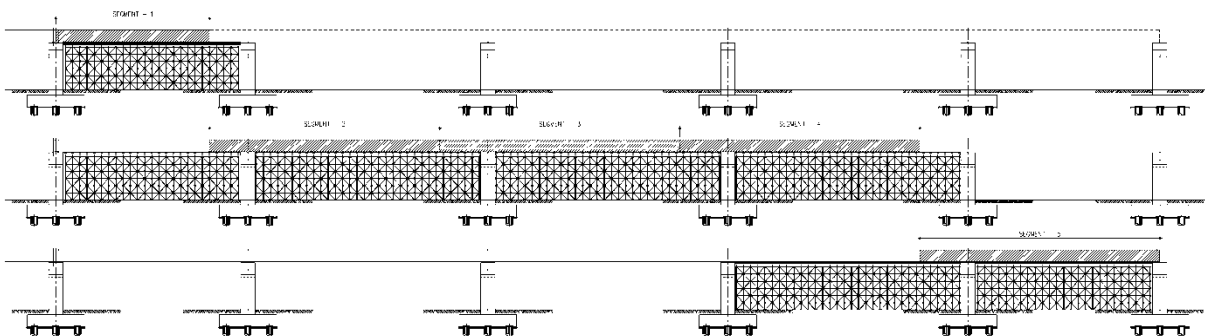 SEGMENT - 1
SEGMENT - 2
SEGMENT - 3
SEGMENT - 4
SEGMENT - 5